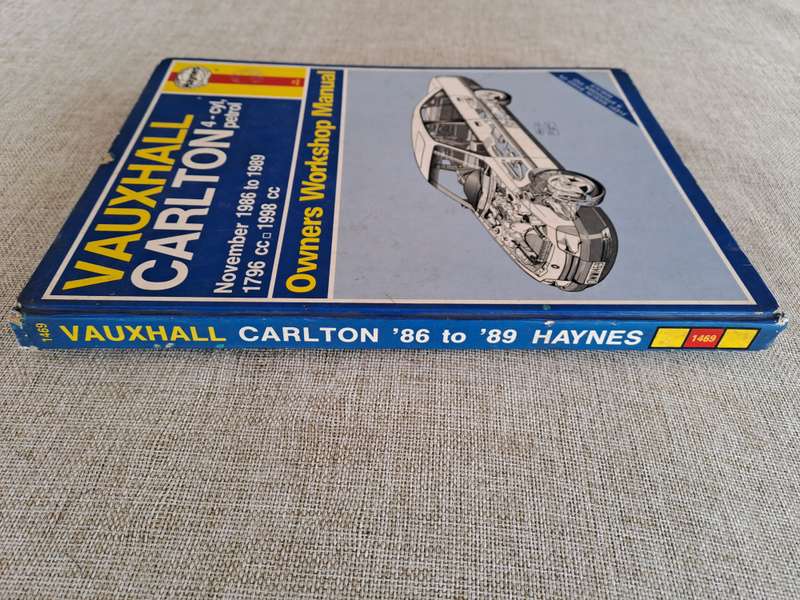 Haynes
VAUXHALL
CARLTON 4-cyl,
petrol
November 1986 to 1989
1796 cc □ 1998 cc
Owners Workshop Manual
1469 VAUXHALL CARLTON '86 to '89 HAYNES 1469